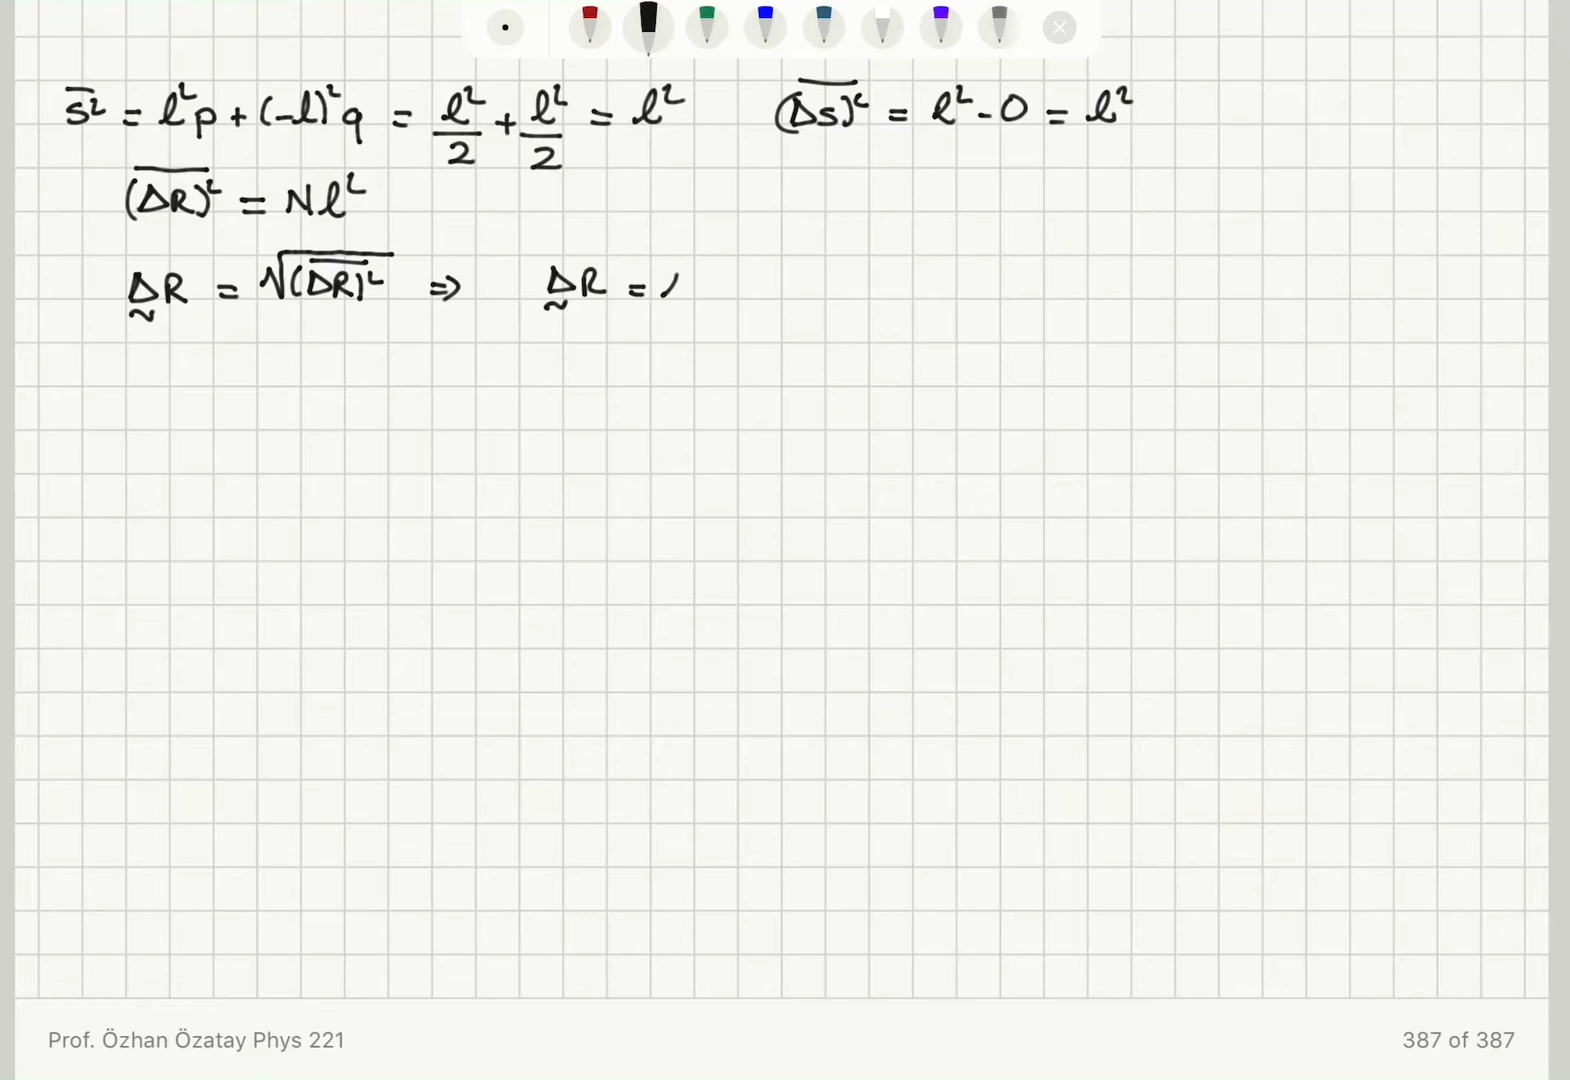 s̅² = l²p + (-l)²q = l²/2 + l²/2 = l² (Δs)² = l² - 0 = l²
(ΔR)² = Nl²
ΔR = √(ΔR)² ⇒ ΔR =
Prof. Özhan Özatay Phys 221 387 of 387